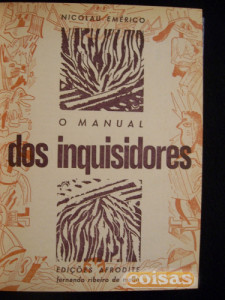 NICOLAU EMÉRICO
O MANUAL
dos inquisidores
EDIÇÕES AFRODITE
fernando ribeiro de
coisas